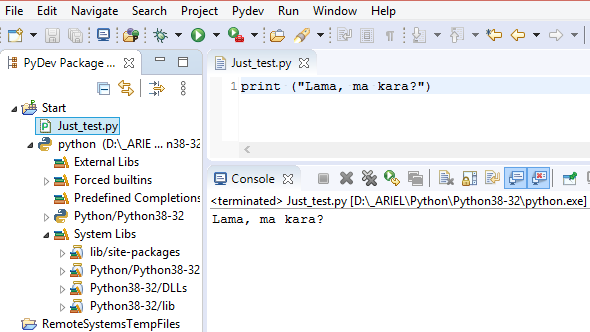 File Edit Navigate Search Project Pydev Run Window Help
PyDev Package ...
Start
Just_test.py
python (D:\_ARIE ... n38-32
External Libs
Forced builtins
Predefined Completions
Python/Python38-32
System Libs
lib/site-packages
Python/Python38-32
Python38-32/DLLs
Python38-32/lib
RemoteSystemsTempFiles
Just_test.py
1 print ("Lama, ma kara?")
Console
<terminated> Just_test.py [D:\_ARIEL\Python\Python38-32\python.exe]
Lama, ma kara?